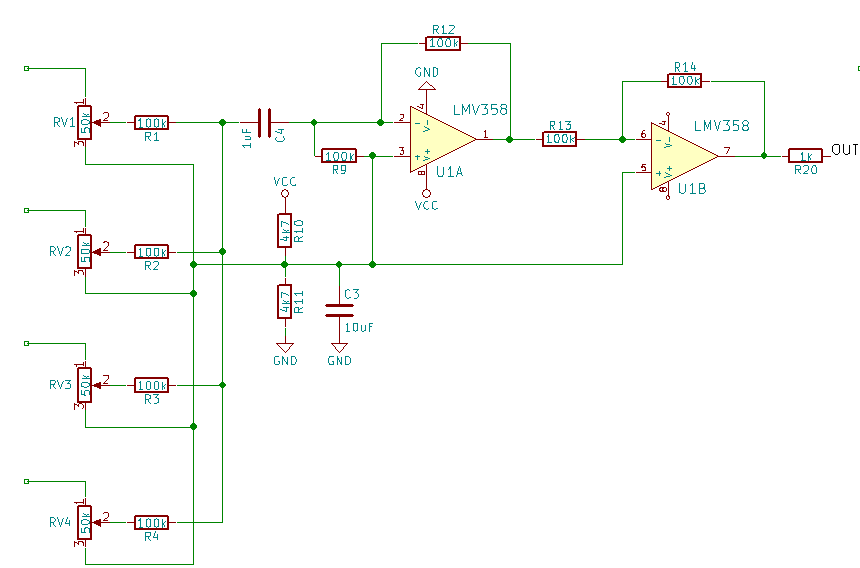 R12
100k
GND
R14
100k
4
V-
LMV358
2
-
1
3
+
V+
8
U1A
VCC
1
RV1
50k
2
3
100k
R1
1uF
C4
100k
R9
R13
100k
4
V-
LMV358
6
-
7
5
+
V+
8
U1B
1k
R20
OUT
VCC
4k7
R10
1
RV2
50k
2
3
100k
R2
4k7
R11
C3
10uF
GND
GND
1
RV3
50k
2
3
100k
R3
1
RV4
50k
2
3
100k
R4